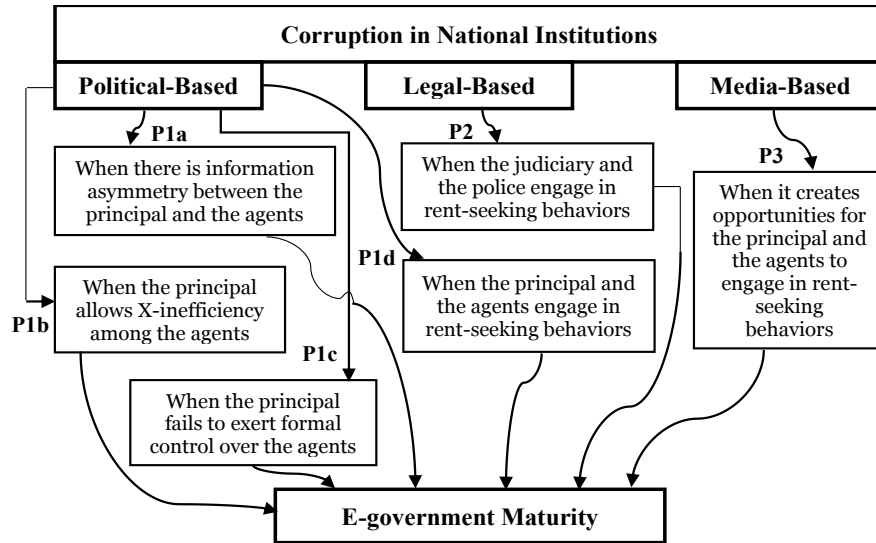 Corruption in National Institutions
Political-Based
Legal-Based
Media-Based
P1a
When there is information
asymmetry between the
principal and the agents
P2
When the judiciary and
the police engage in
rent-seeking behaviors
P3
When it creates
opportunities for
the principal and
the agents to
engage in rent-
seeking
behaviors
P1b
When the principal
allows X-inefficiency
among the agents
P1d
When the principal and
the agents engage in
rent-seeking behaviors
P1c
When the principal
fails to exert formal
control over the agents
E-government Maturity